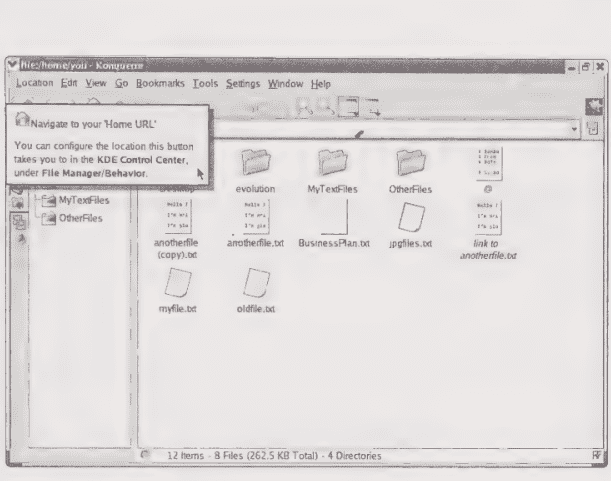 file:/home/you - Konqueror
Location Edit View Go Bookmarks Tools Settings Window Help
Navigate to your 'Home URL'
You can configure the location this button
takes you to in the KDE Control Center,
under File Manager/Behavior.
evolution
MyTextFiles
OtherFiles
@
MyTextFiles
OtherFiles
anotherfile
(copy).txt
anotherfile.txt
BusinessPlan.txt
jpgfiles.txt
link to
anotherfile.txt
myfile.txt
oldfile.txt
12 Items - 8 Files (262.5 KB Total) - 4 Directories